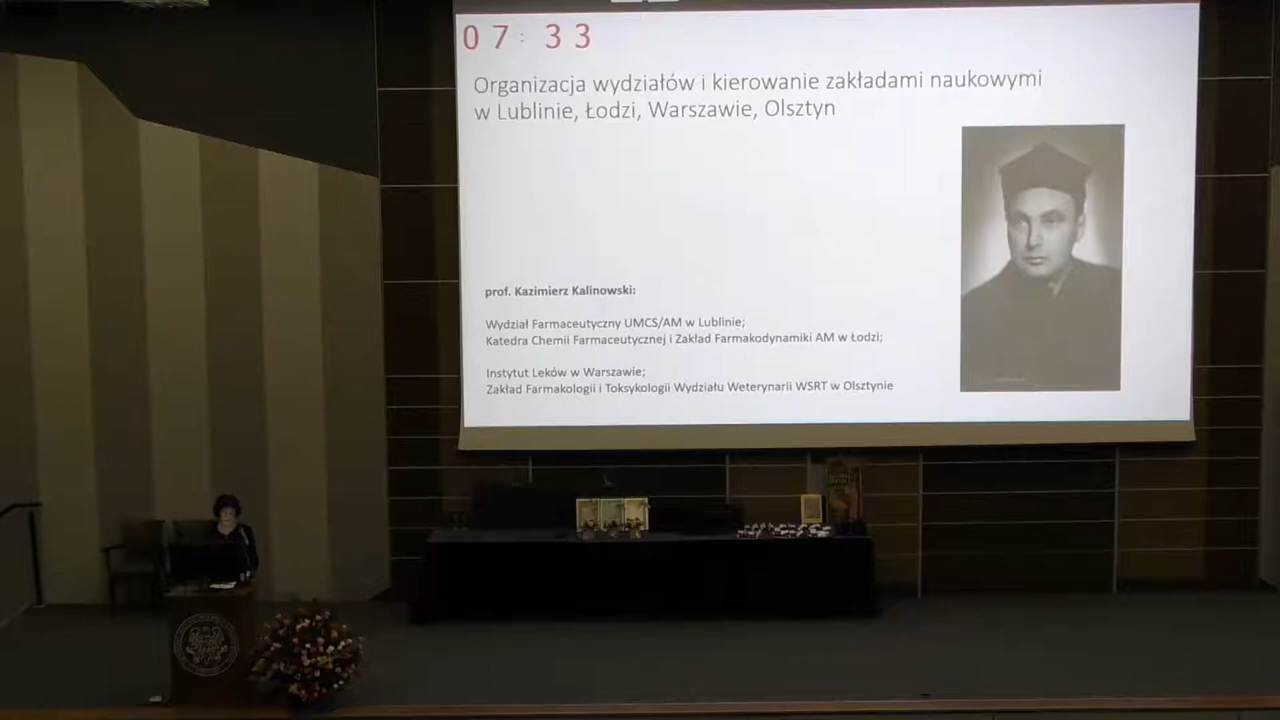 07:33
Organizacja wydziałów i kierowanie zakładami naukowymi
w Lublinie, Łodzi, Warszawie, Olsztyn
prof. Kazimierz Kalinowski:
Wydział Farmaceutyczny UMCS/AM w Lublinie;
Katedra Chemii Farmaceutycznej i Zakład Farmakodynamiki AM w Łodzi;
Instytut Leków w Warszawie;
Zakład Farmakologii i Toksykologii Wydziału Weterynarii WSRT w Olsztynie